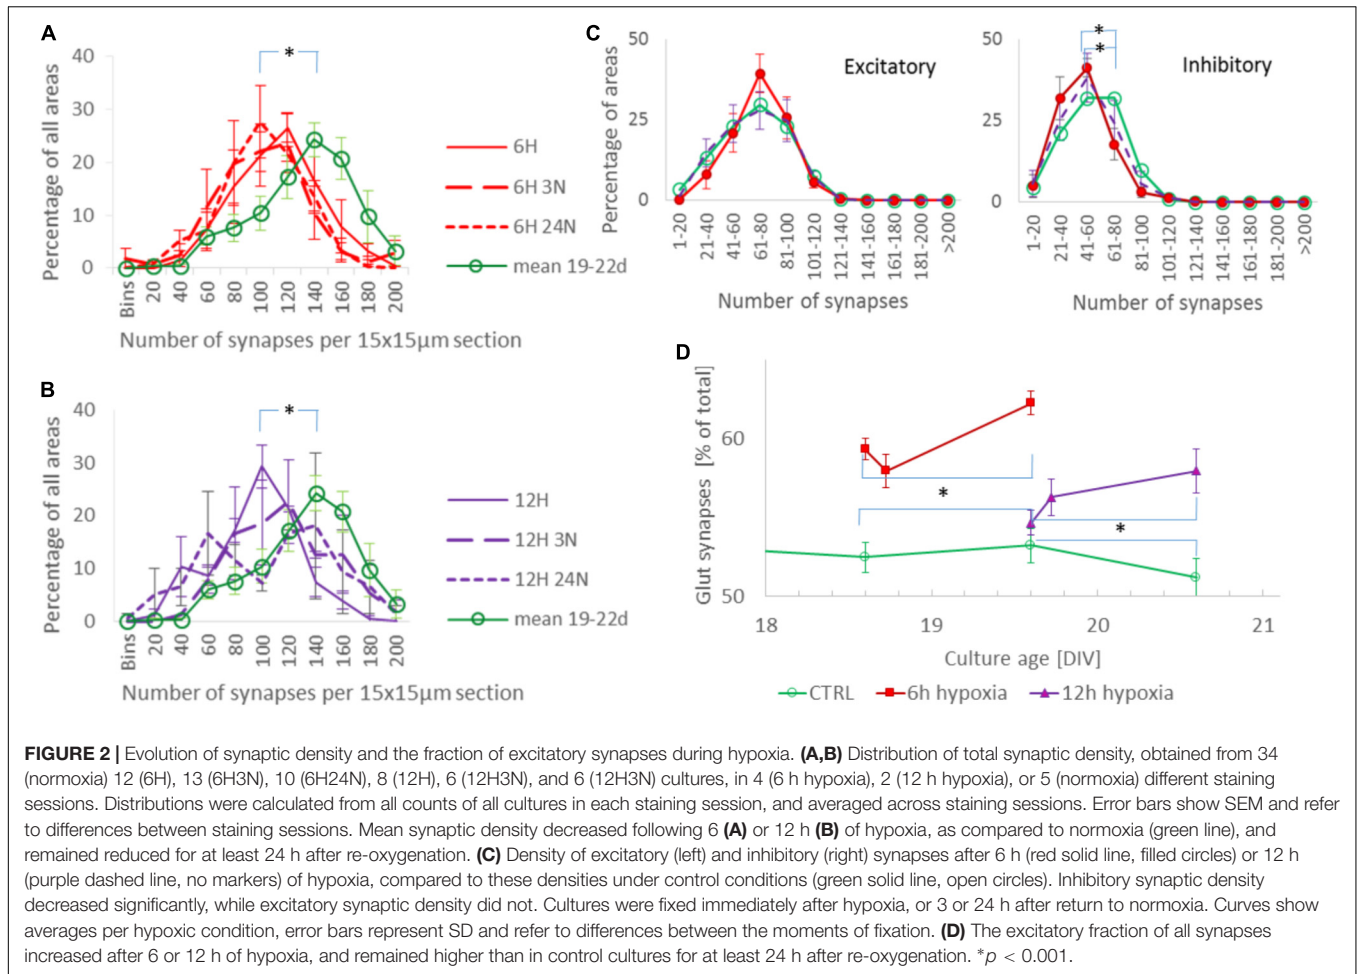 A
*
40
30
20
10
0
Percentage of all areas
Bins
20
40
60
80
100
120
140
160
180
200
Number of synapses per 15x15µm section
6H
6H 3N
6H 24N
mean 19-22d
B
*
40
30
20
10
0
Percentage of all areas
Bins
20
40
60
80
100
120
140
160
180
200
Number of synapses per 15x15µm section
12H
12H 3N
12H 24N
mean 19-22d
C
50
25
0
Percentage of areas
Excitatory
1-20
21-40
41-60
61-80
81-100
101-120
121-140
141-160
161-180
181-200
>200
Number of synapses
50
25
0
*
*
Inhibitory
1-20
21-40
41-60
61-80
81-100
101-120
121-140
141-160
161-180
181-200
>200
Number of synapses
D
Glut synapses [% of total]
60
50
*
*
18
19
20
21
Culture age [DIV]
CTRL
6h hypoxia
12h hypoxia
FIGURE 2 | Evolution of synaptic density and the fraction of excitatory synapses during hypoxia. (A,B) Distribution of total synaptic density, obtained from 34
(normoxia) 12 (6H), 13 (6H3N), 10 (6H24N), 8 (12H), 6 (12H3N), and 6 (12H3N) cultures, in 4 (6 h hypoxia), 2 (12 h hypoxia), or 5 (normoxia) different staining
sessions. Distributions were calculated from all counts of all cultures in each staining session, and averaged across staining sessions. Error bars show SEM and refer
to differences between staining sessions. Mean synaptic density decreased following 6 (A) or 12 h (B) of hypoxia, as compared to normoxia (green line), and
remained reduced for at least 24 h after re-oxygenation. (C) Density of excitatory (left) and inhibitory (right) synapses after 6 h (red solid line, filled circles) or 12 h
(purple dashed line, no markers) of hypoxia, compared to these densities under control conditions (green solid line, open circles). Inhibitory synaptic density
decreased significantly, while excitatory synaptic density did not. Cultures were fixed immediately after hypoxia, or 3 or 24 h after return to normoxia. Curves show
averages per hypoxic condition, error bars represent SD and refer to differences between the moments of fixation. (D) The excitatory fraction of all synapses
increased after 6 or 12 h of hypoxia, and remained higher than in control cultures for at least 24 h after re-oxygenation. *p < 0.001.